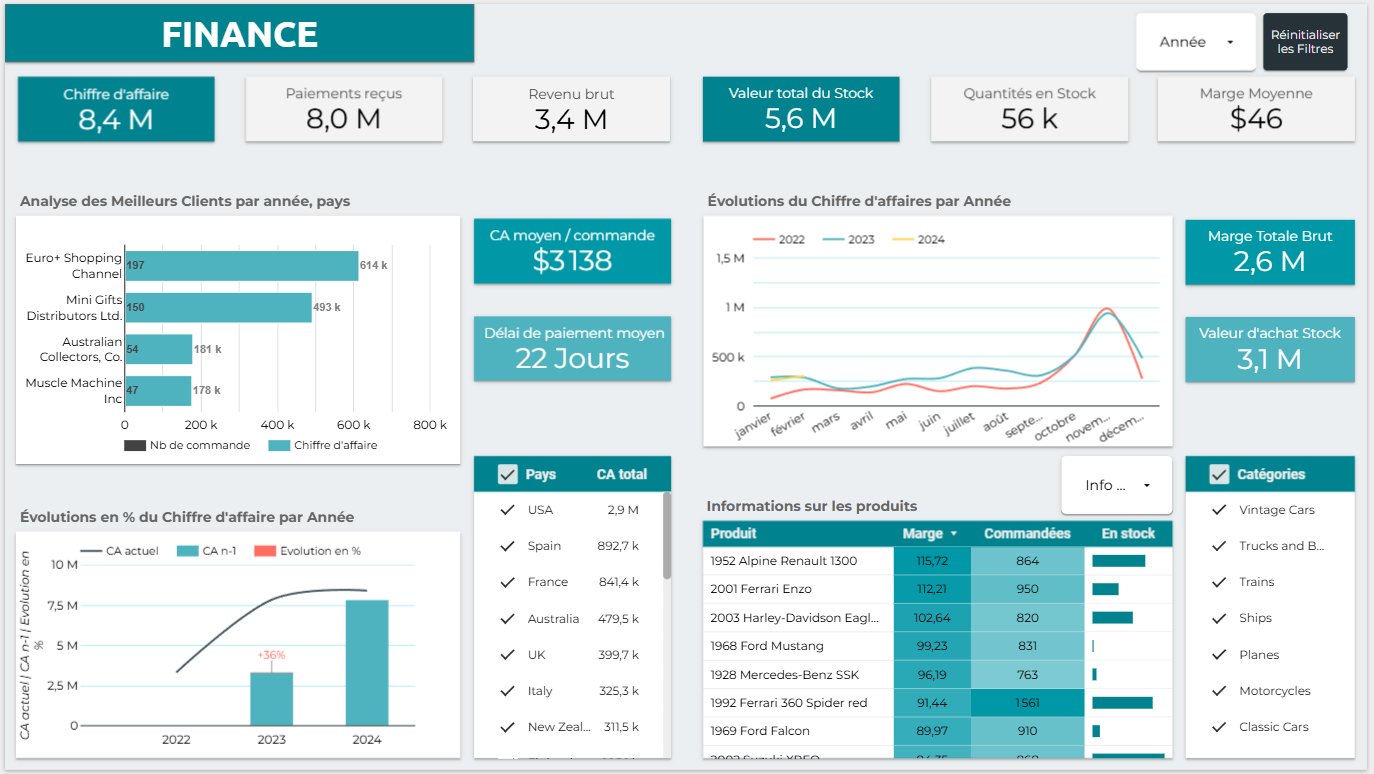 FINANCE
Année
Réinitialiser
les Filtres
Chiffre d'affaire
8,4 M
Paiements reçus
8,0 M
Revenu brut
3,4 M
Valeur total du Stock
5,6 M
Quantités en Stock
56 k
Marge Moyenne
$46
Analyse des Meilleurs Clients par année, pays
Euro+ Shopping
Channel
197
614 k
Mini Gifts
Distributors Ltd.
150
493 k
Australian
Collectors, Co.
54
181 k
Muscle Machine
Inc
47
178 k
0 200 k 400 k 600 k 800 k
Nb de commande Chiffre d'affaire
CA moyen / commande
$3 138
Délai de paiement moyen
22 Jours
Évolutions du Chiffre d'affaires par Année
2022 2023 2024
1,5 M
1 M
500 k
0
janvier février mars avril mai juin juillet août septe... octobre novem... décem...
Marge Totale Brut
2,6 M
Valeur d'achat Stock
3,1 M
Évolutions en % du Chiffre d'affaire par Année
CA actuel CA n-1 Evolution en %
CA actuel | CA n-1 | Evolution en
%
10 M
7,5 M
5 M
2,5 M
0
+36%
2022 2023 2024
Pays CA total
USA 2,9 M
Spain 892,7 k
France 841,4 k
Australia 479,5 k
UK 399,7 k
Italy 325,3 k
New Zeal... 311,5 k
Info ...
Informations sur les produits
Produit Marge Commandées En stock
1952 Alpine Renault 1300 115,72 864
2001 Ferrari Enzo 112,21 950
2003 Harley-Davidson Eagl... 102,64 820
1968 Ford Mustang 99,23 831
1928 Mercedes-Benz SSK 96,19 763
1992 Ferrari 360 Spider red 91,44 1 561
1969 Ford Falcon 89,97 910
Catégories
Vintage Cars
Trucks and B...
Trains
Ships
Planes
Motorcycles
Classic Cars